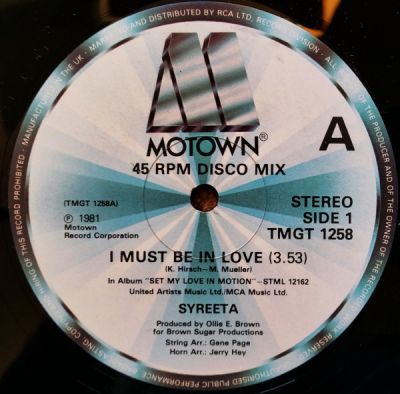 MANUFACTURED IN THE UK · MARKETED AND DISTRIBUTED BY RCA LTD. RECORD DIVISION · ALL
PRODUCER AND OF THE OWNER OF THE
THIS RECORD PROHIBITED
UNAUTHORISED PUBLIC PERFORMANCE
BROADCASTING COPYING
MOTOWN®
A
45 RPM DISCO MIX
(TMGT 1258A)
STEREO
℗ 1981
SIDE 1
Motown
Record Corporation
TMGT 1258
I MUST BE IN LOVE (3.53)
(K. Hirsch–M. Mueller)
In Album "SET MY LOVE IN MOTION"–STML 12162
United Artists Music Ltd./MCA Music Ltd.
SYREETA
Produced by Ollie E. Brown
for Brown Sugar Productions
String Arr.: Gene Page
Horn Arr.: Jerry Hey